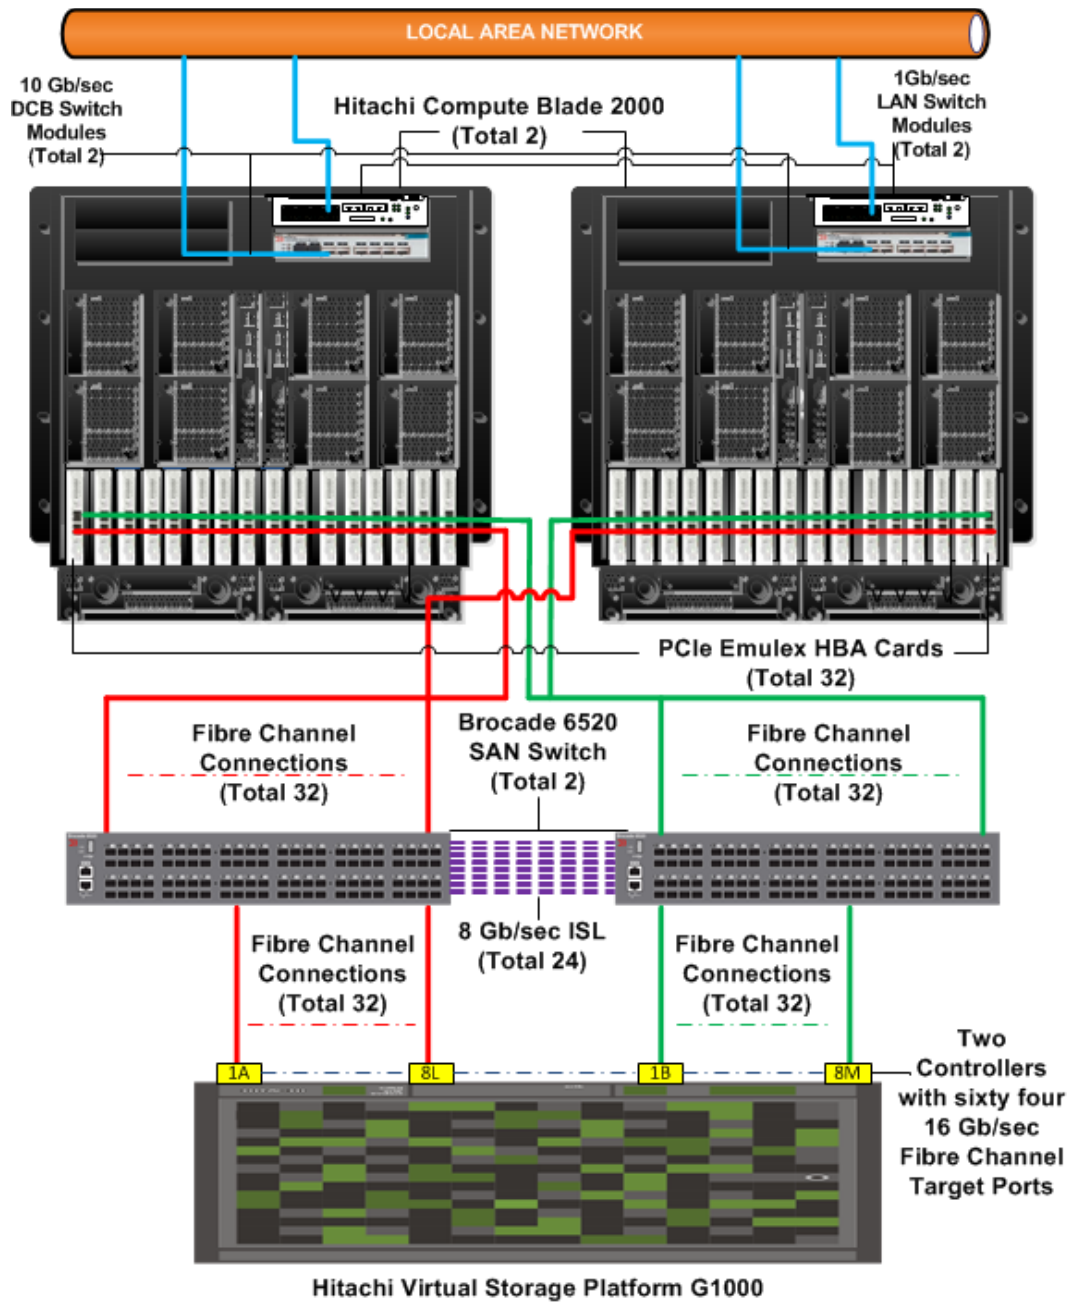 LOCAL AREA NETWORK
10 Gb/sec
DCB Switch
Modules
(Total 2)
Hitachi Compute Blade 2000
(Total 2)
1Gb/sec
LAN Switch
Modules
(Total 2)
PCIe Emulex HBA Cards
(Total 32)
Fibre Channel
Connections
(Total 32)
Brocade 6520
SAN Switch
(Total 2)
Fibre Channel
Connections
(Total 32)
8 Gb/sec ISL
(Total 24)
Fibre Channel
Connections
(Total 32)
Fibre Channel
Connections
(Total 32)
1A
8L
1B
8M
Two
Controllers
with sixty four
16 Gb/sec
Fibre Channel
Target Ports
Hitachi Virtual Storage Platform G1000